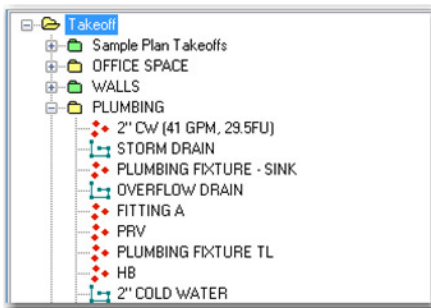 Takeoff
Sample Plan Takeoffs
OFFICE SPACE
WALLS
PLUMBING
2" CW (41 GPM, 29.5FU)
STORM DRAIN
PLUMBING FIXTURE - SINK
OVERFLOW DRAIN
FITTING A
PRV
PLUMBING FIXTURE TL
HB
2" COLD WATER